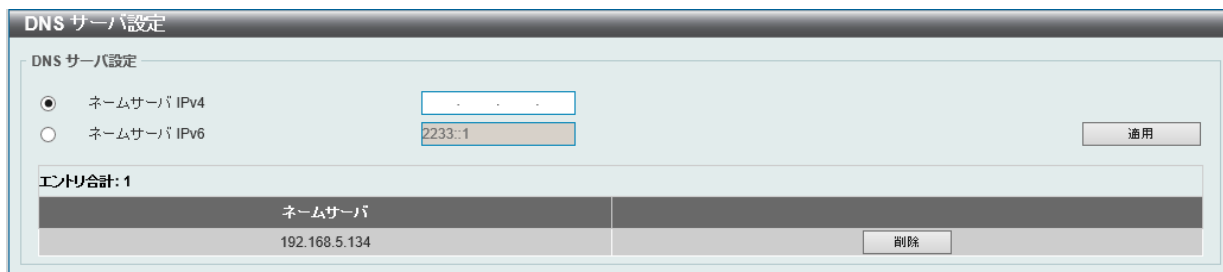 DNS サーバ設定
DNS サーバ設定
ネームサーバ IPv4
. . .
ネームサーバ IPv6 2233::1 適用
エントリ合計: 1
ネームサーバ
192.168.5.134 削除